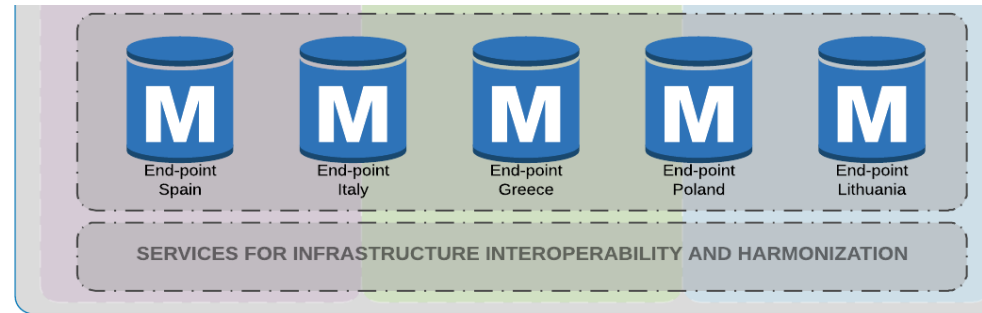 M M M M M
End-point End-point End-point End-point End-point
Spain Italy Greece Poland Lithuania
SERVICES FOR INFRASTRUCTURE INTEROPERABILITY AND HARMONIZATION